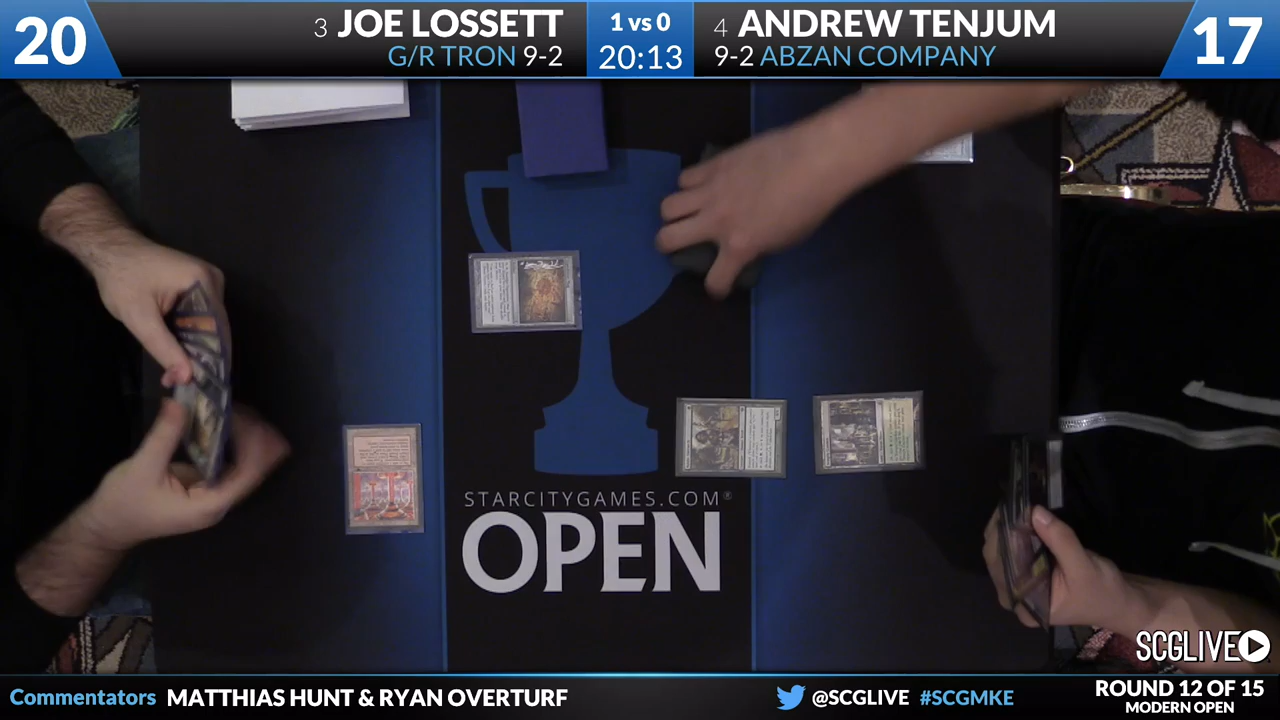 20
3 JOE LOSSETT
G/R TRON 9-2
1 vs 0
20:13
4 ANDREW TENJUM
9-2 ABZAN COMPANY
17
STARCITYGAMES.COM®
OPEN
SCGLIVE
Commentators MATTHIAS HUNT & RYAN OVERTURF
@SCGLIVE #SCGMKE
ROUND 12 OF 15
MODERN OPEN